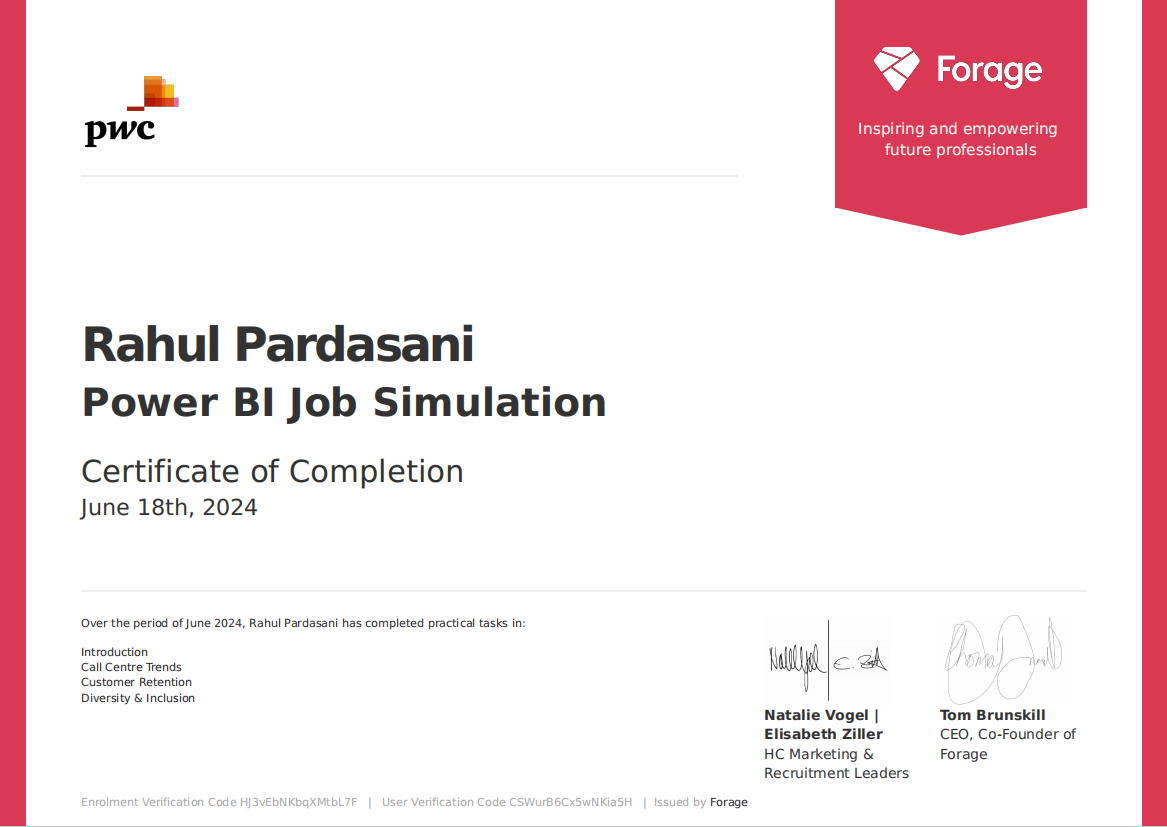 pwc
Forage
Inspiring and empowering
future professionals
Rahul Pardasani
Power BI Job Simulation
Certificate of Completion
June 18th, 2024
Over the period of June 2024, Rahul Pardasani has completed practical tasks in:
Introduction
Call Centre Trends
Customer Retention
Diversity & Inclusion
Natalie Vogel |
Elisabeth Ziller
HC Marketing &
Recruitment Leaders
Tom Brunskill
CEO, Co-Founder of
Forage
Enrolment Verification Code HJ3vEbNKbqXMtbL7F | User Verification Code CSWurB6Cx5wNKia5H | Issued by Forage